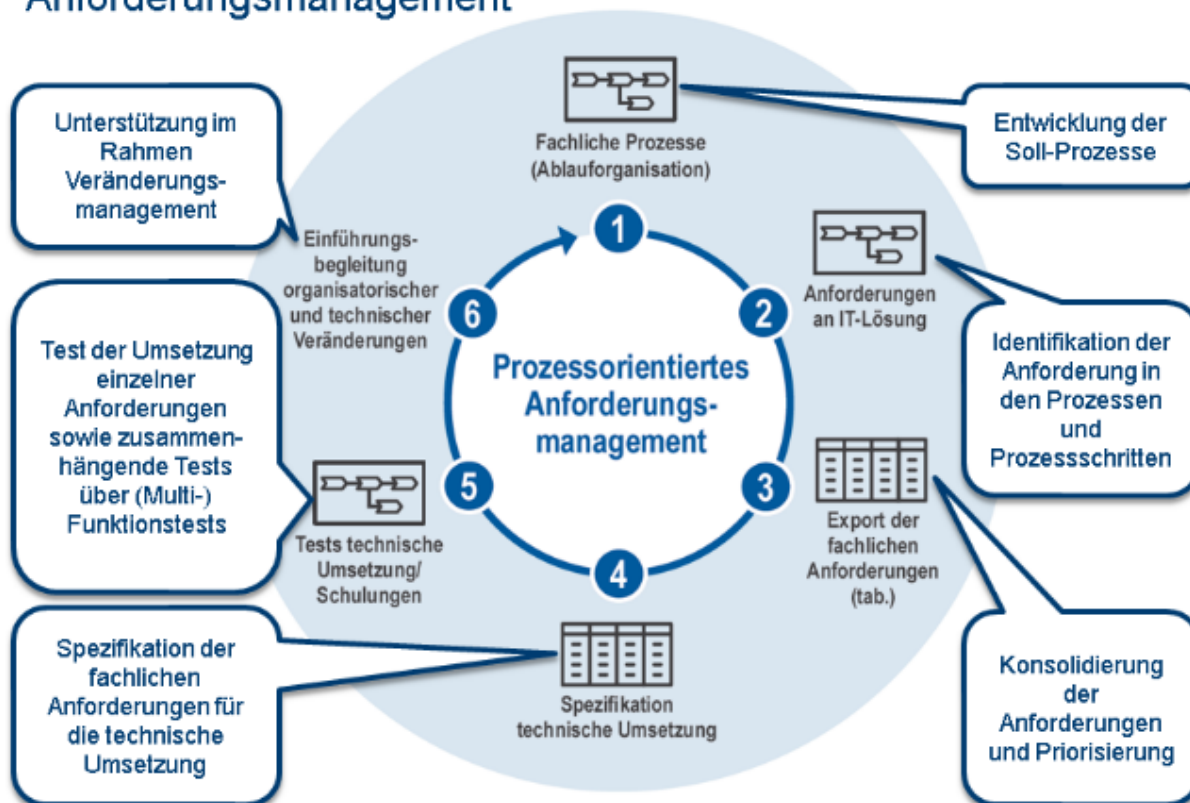 Anforderungsmanagement
Unterstützung im
Rahmen
Veränderungs-
management
Fachliche Prozesse
(Ablauforganisation)
Entwicklung der
Soll-Prozesse
1
Einführungs-
begleitung
organisatorischer
und technischer
Veränderungen
6
2
Anforderungen
an IT-Lösung
Identifikation der
Anforderung in
den Prozessen
und
Prozessschritten
Prozessorientiertes
Anforderungs-
management
Test der Umsetzung
einzelner
Anforderungen
sowie zusammen-
hängende Tests
über (Multi-)
Funktionstests
5
3
Tests technische
Umsetzung/
Schulungen
Export der
fachlichen
Anforderungen
(tab.)
4
Spezifikation der
fachlichen
Anforderungen für
die technische
Umsetzung
Spezifikation
technische Umsetzung
Konsolidierung
der
Anforderungen
und Priorisierung